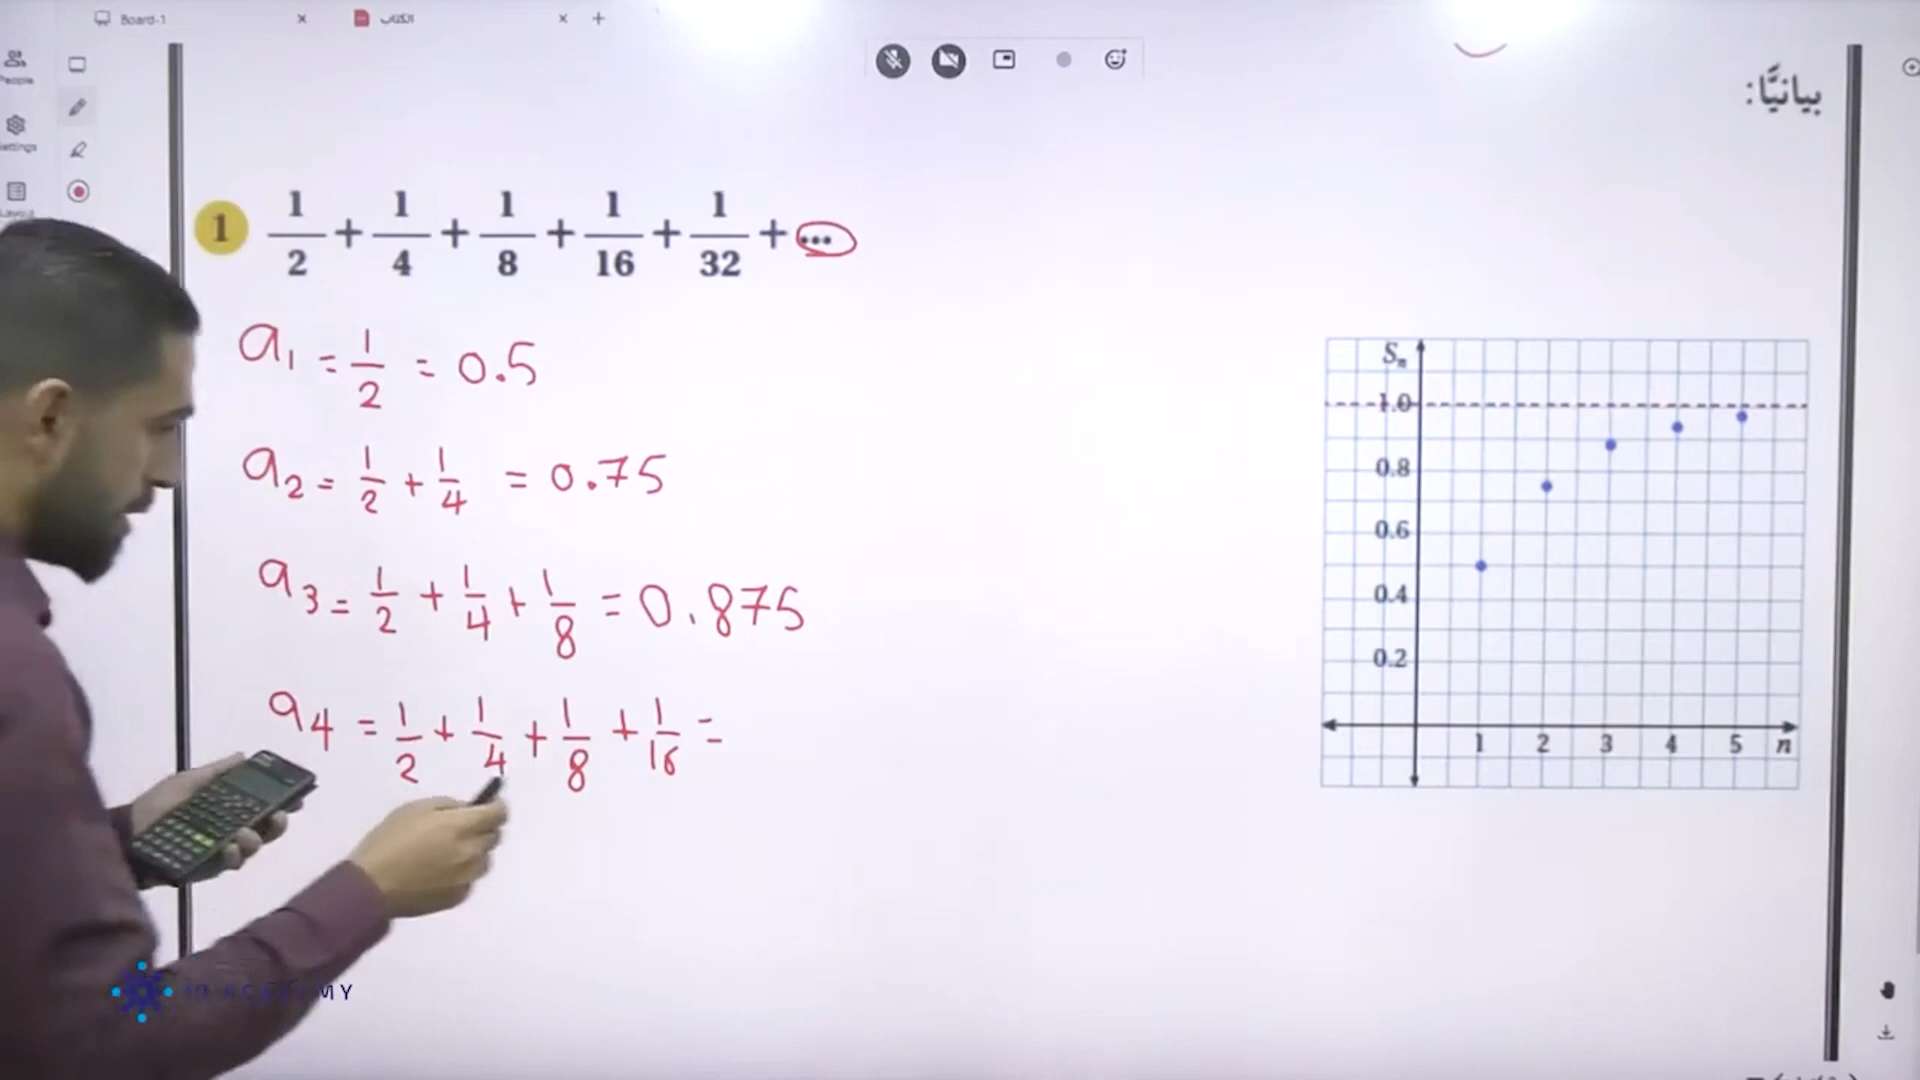 Board-1
الكتاب
People
Settings
بيانيًّا:
1 1/2 + 1/4 + 1/8 + 1/16 + 1/32 + ...
a₁ = 1/2 = 0.5
a₂ = 1/2 + 1/4 = 0.75
a₃ = 1/2 + 1/4 + 1/8 = 0.875
a₄ = 1/2 + 1/4 + 1/8 + 1/16 =
Sₙ
1.0
0.8
0.6
0.4
0.2
1 2 3 4 5 n